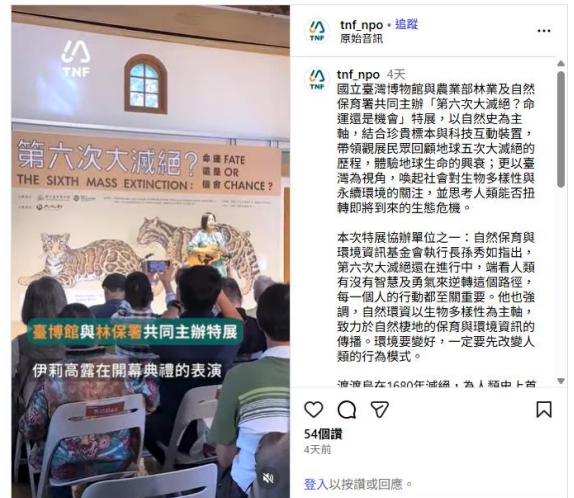 TNF
第六次大滅絕？命運 FATE
還是 OR
THE SIXTH MASS EXTINCTION: 機會 CHANCE?
臺博館與林保署共同主辦特展
伊莉高露在開幕典禮的表演
tnf_npo • 追蹤
原始音訊
TNF
tnf_npo 4天
國立臺灣博物館與農業部林業及自然
保育署共同主辦「第六次大滅絕？命
運還是機會」特展，以自然史為主
軸，結合珍貴標本與科技互動裝置，
帶領觀展民眾回顧地球五次大滅絕的
歷程，體驗地球生命的興衰；更以臺
灣為視角，喚起社會對生物多樣性與
永續環境的關注，並思考人類能否扭
轉即將到來的生態危機。
本次特展協辦單位之一：自然保育與
環境資訊基金會執行長孫秀如指出，
第六次大滅絕還在進行中，端看人類
有沒有智慧及勇氣來逆轉這個路徑，
每一個人的行動都至關重要。他也強
調，自然環資以生物多樣性為主軸，
致力於自然棲地的保育與環境資訊的
傳播。環境要變好，一定要先改變人
類的行為模式。
渡渡鳥在1680年滅絕，為人類史上首
54個讚
4天前
登入以按讚或回應。